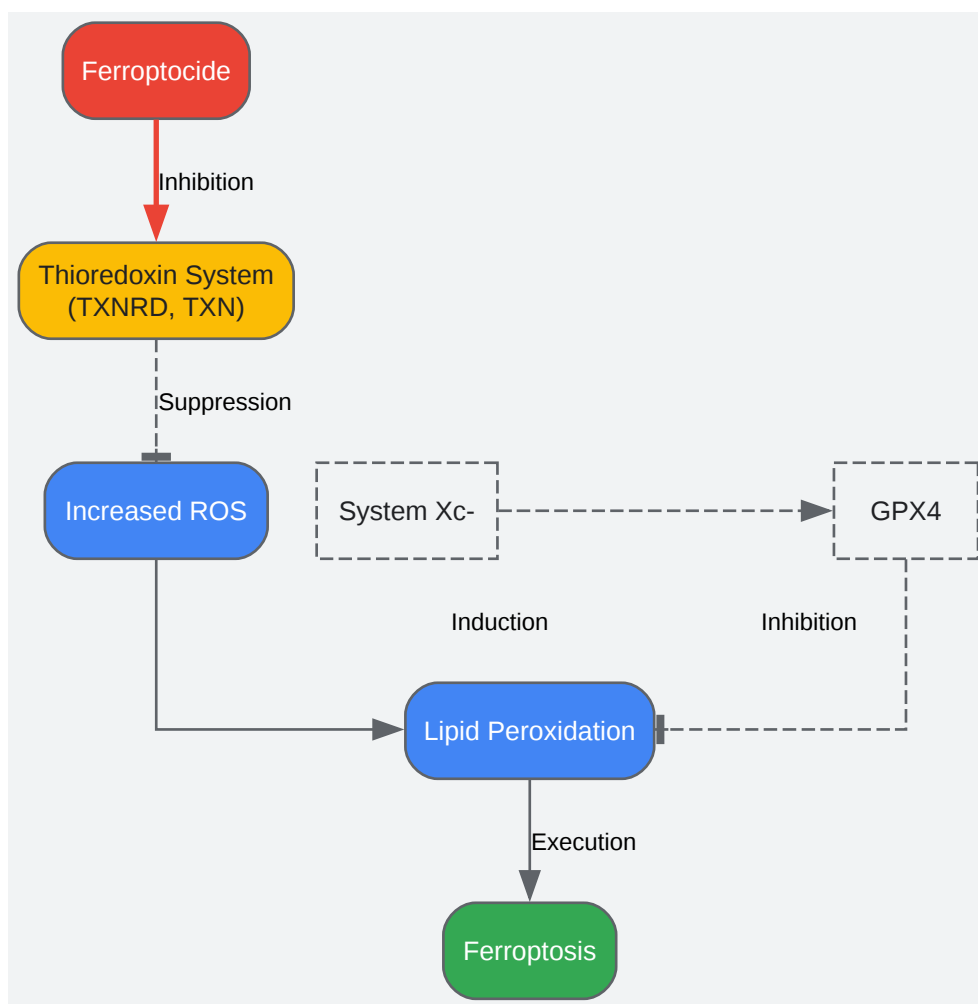 Ferroptocide
Inhibition
Thioredoxin System
(TXNRD, TXN)
Suppression
Increased ROS
System Xc-
GPX4
Induction
Inhibition
Lipid Peroxidation
Execution
Ferroptosis